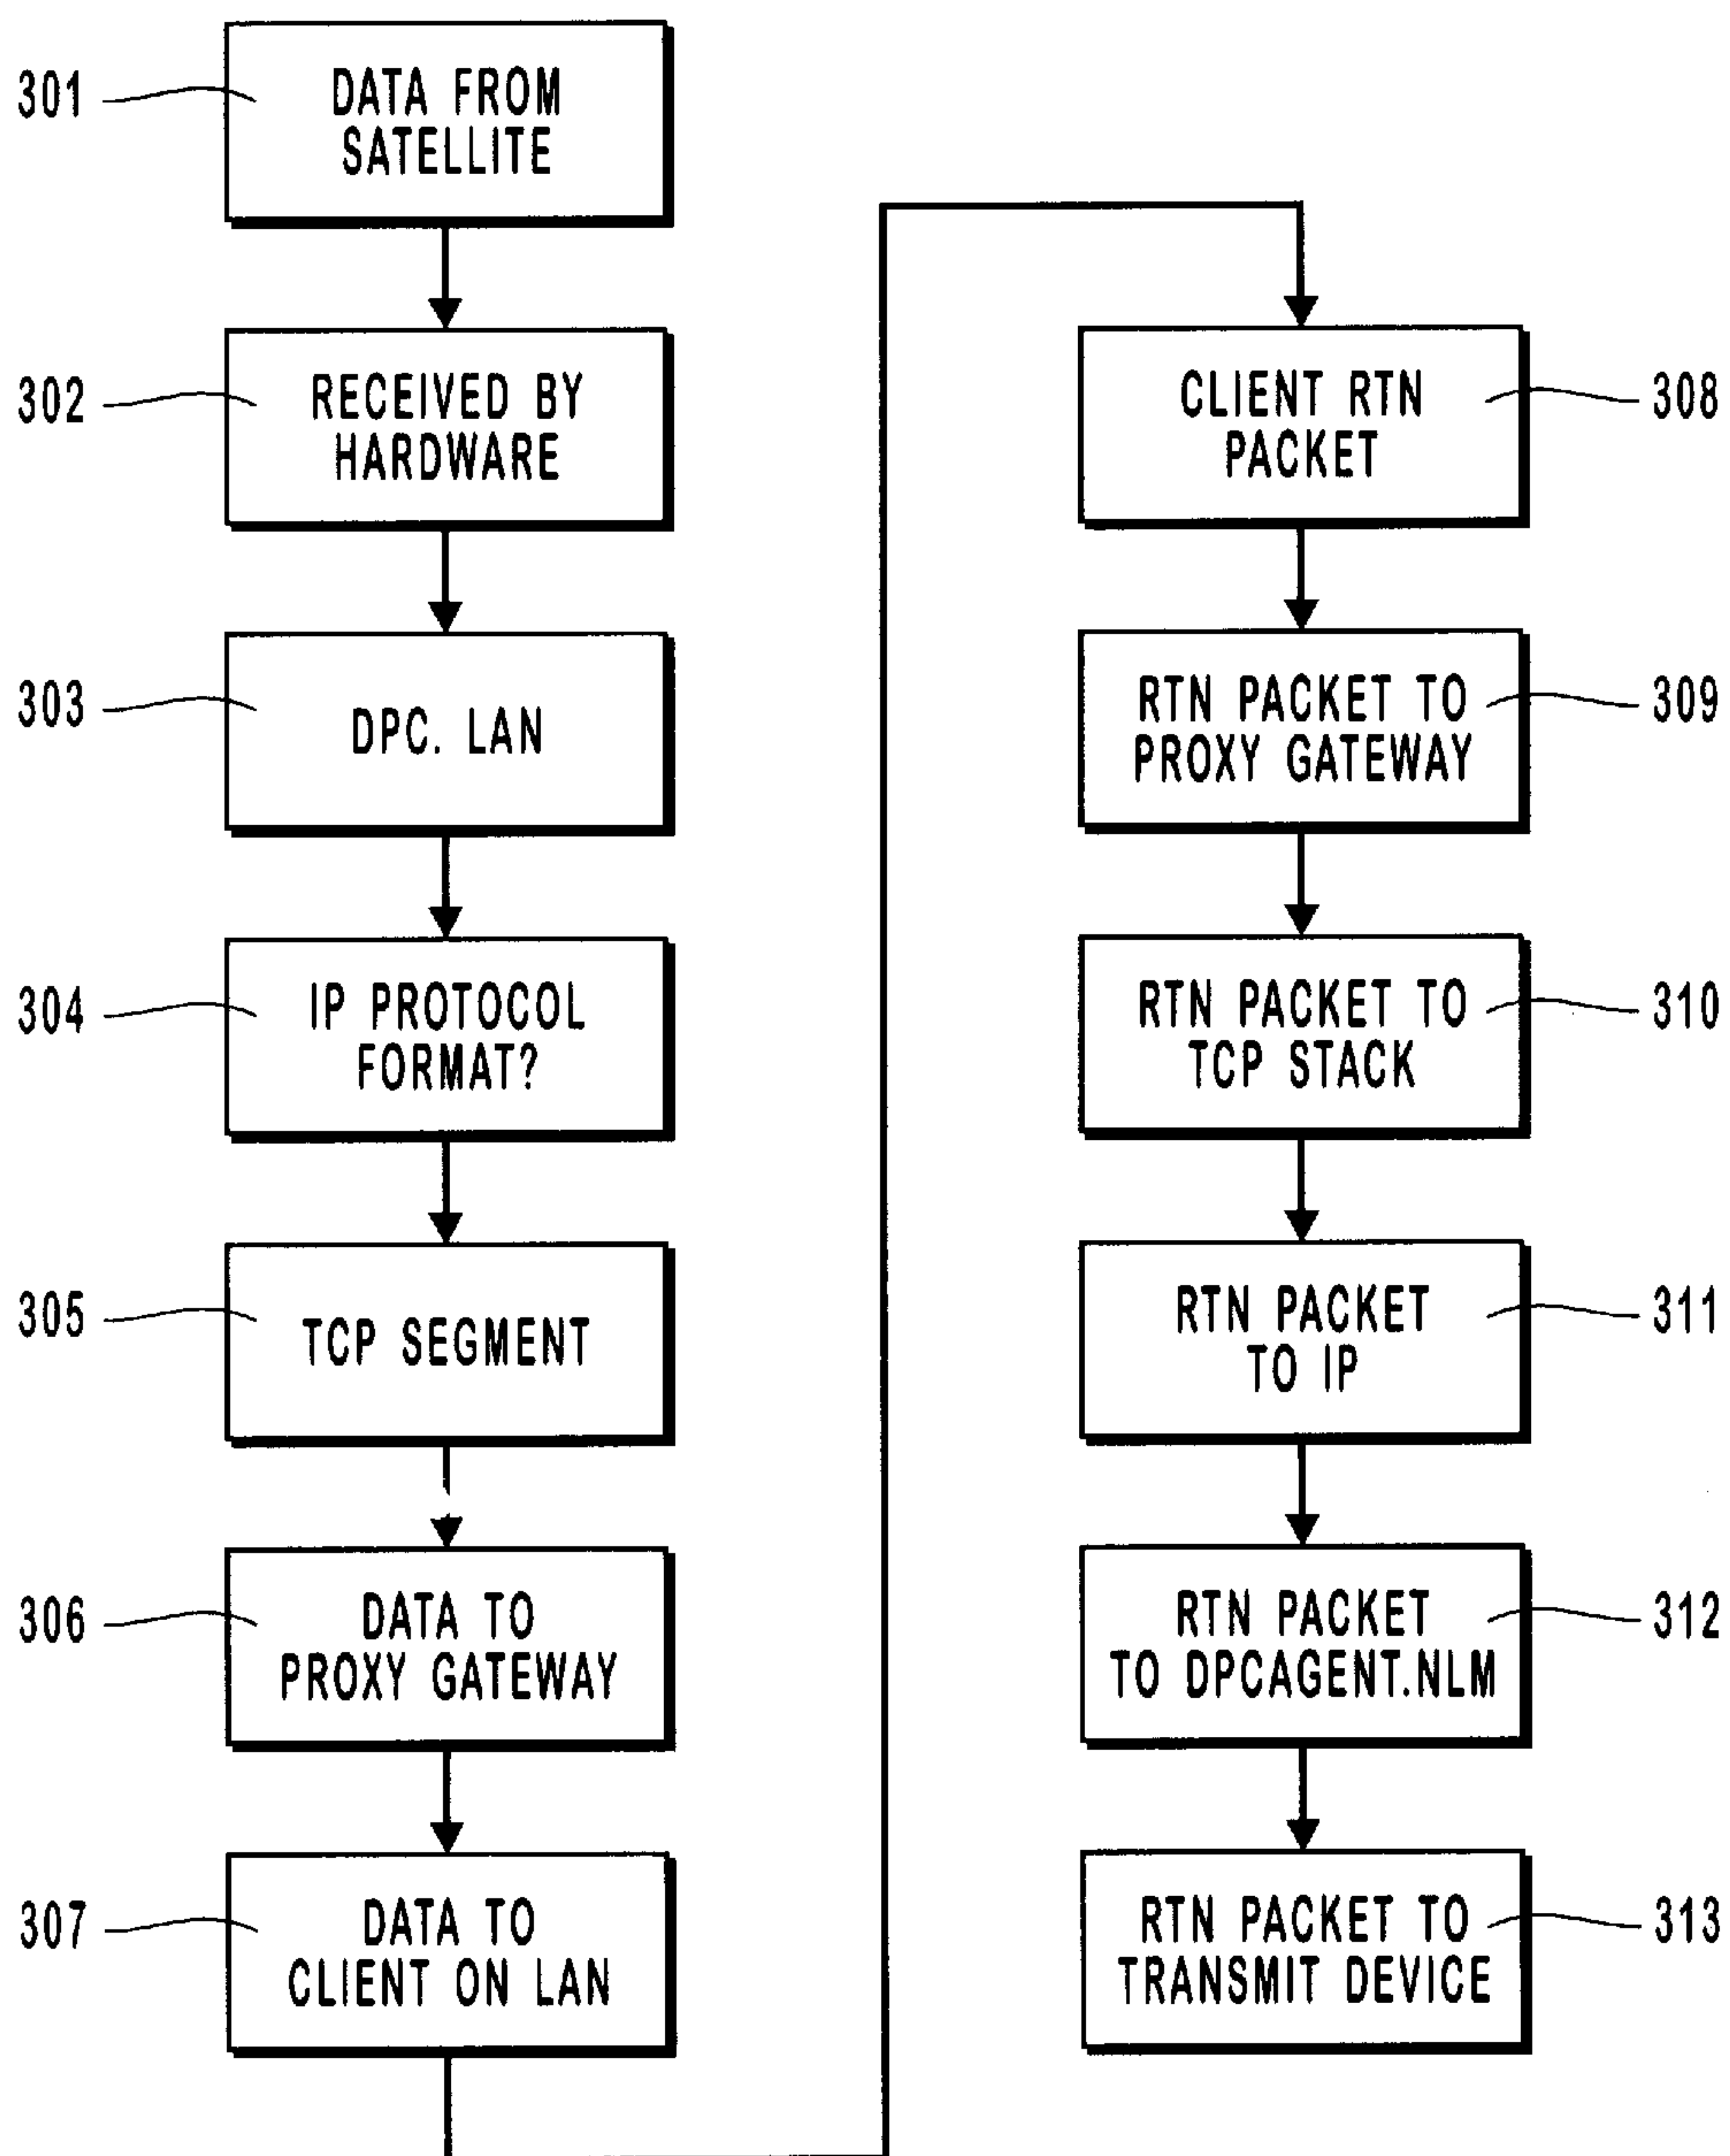 301
DATA FROM
SATELLITE
302
RECEIVED BY
HARDWARE
303
DPC. LAN
304
IP PROTOCOL
FORMAT?
305
TCP SEGMENT
306
DATA TO
PROXY GATEWAY
307
DATA TO
CLIENT ON LAN
CLIENT RTN
PACKET
308
RTN PACKET TO
PROXY GATEWAY
309
RTN PACKET TO
TCP STACK
310
RTN PACKET
TO IP
311
RTN PACKET
TO DPCAGENT.NLM
312
RTN PACKET TO
TRANSMIT DEVICE
313